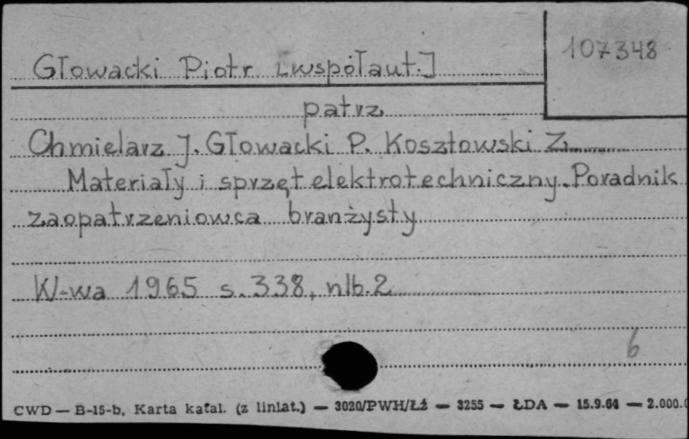 107348
Głowacki Piotr [współaut.]
patrz
Chmielarz J. Głowacki P. Kosztowski Z.
Materiały i sprzęt elektrotechniczny. Poradnik
zaopatrzeniowca branżysty
W-wa 1965 s. 338, nlb. 2
6
CWD — B-15-b, Karta katal. (z liniat.) — 3020/PWH/Łż — 3255 — ŁDA — 15.9.64 — 2.000.